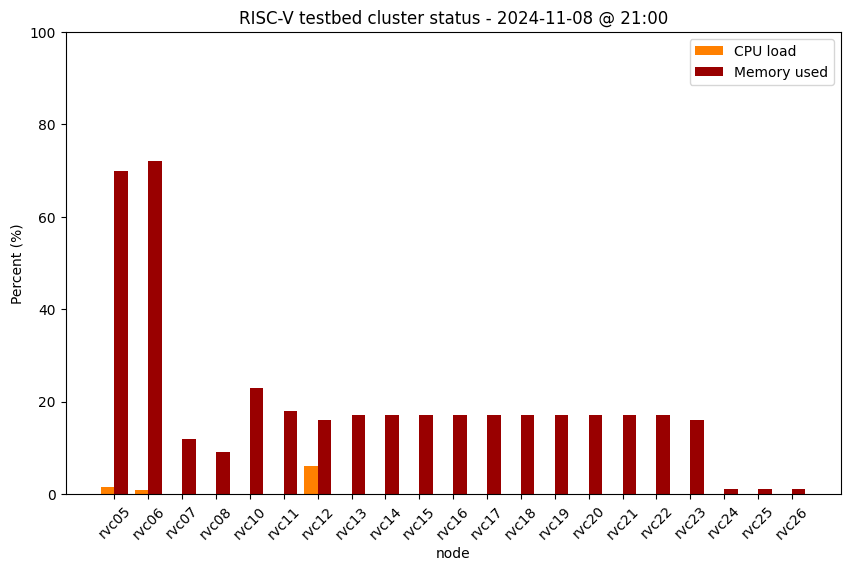 RISC-V testbed cluster status - 2024-11-08 @ 21:00
CPU load
Memory used
Percent (%)
100
80
60
40
20
0
rvc05 rvc06 rvc07 rvc08 rvc10 rvc11 rvc12 rvc13 rvc14 rvc15 rvc16 rvc17 rvc18 rvc19 rvc20 rvc21 rvc22 rvc23 rvc24 rvc25 rvc26
node